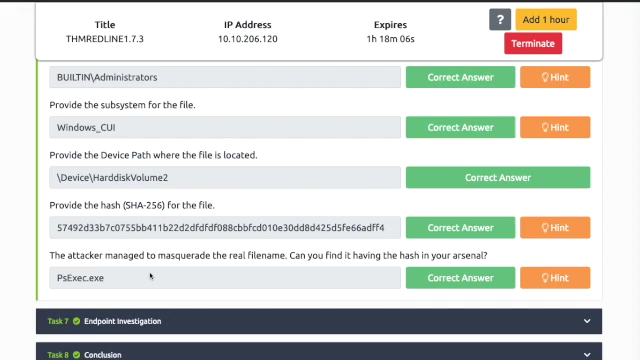 Title
THMREDLINE1.7.3
IP Address
10.10.206.120
Expires
1h 18m 06s
?
Add 1 hour
Terminate
BUILTIN\Administrators
Correct Answer
Hint
Provide the subsystem for the file.
Windows_CUI
Correct Answer
Hint
Provide the Device Path where the file is located.
\Device\HarddiskVolume2
Correct Answer
Provide the hash (SHA-256) for the file.
57492d33b7c0755bb411b22d2dfdfdf088cbbfcd010e30dd8d425d5fe66adff4
Correct Answer
Hint
The attacker managed to masquerade the real filename. Can you find it having the hash in your arsenal?
PsExec.exe
Correct Answer
Hint
Task 7 Endpoint Investigation
Task 8 Conclusion